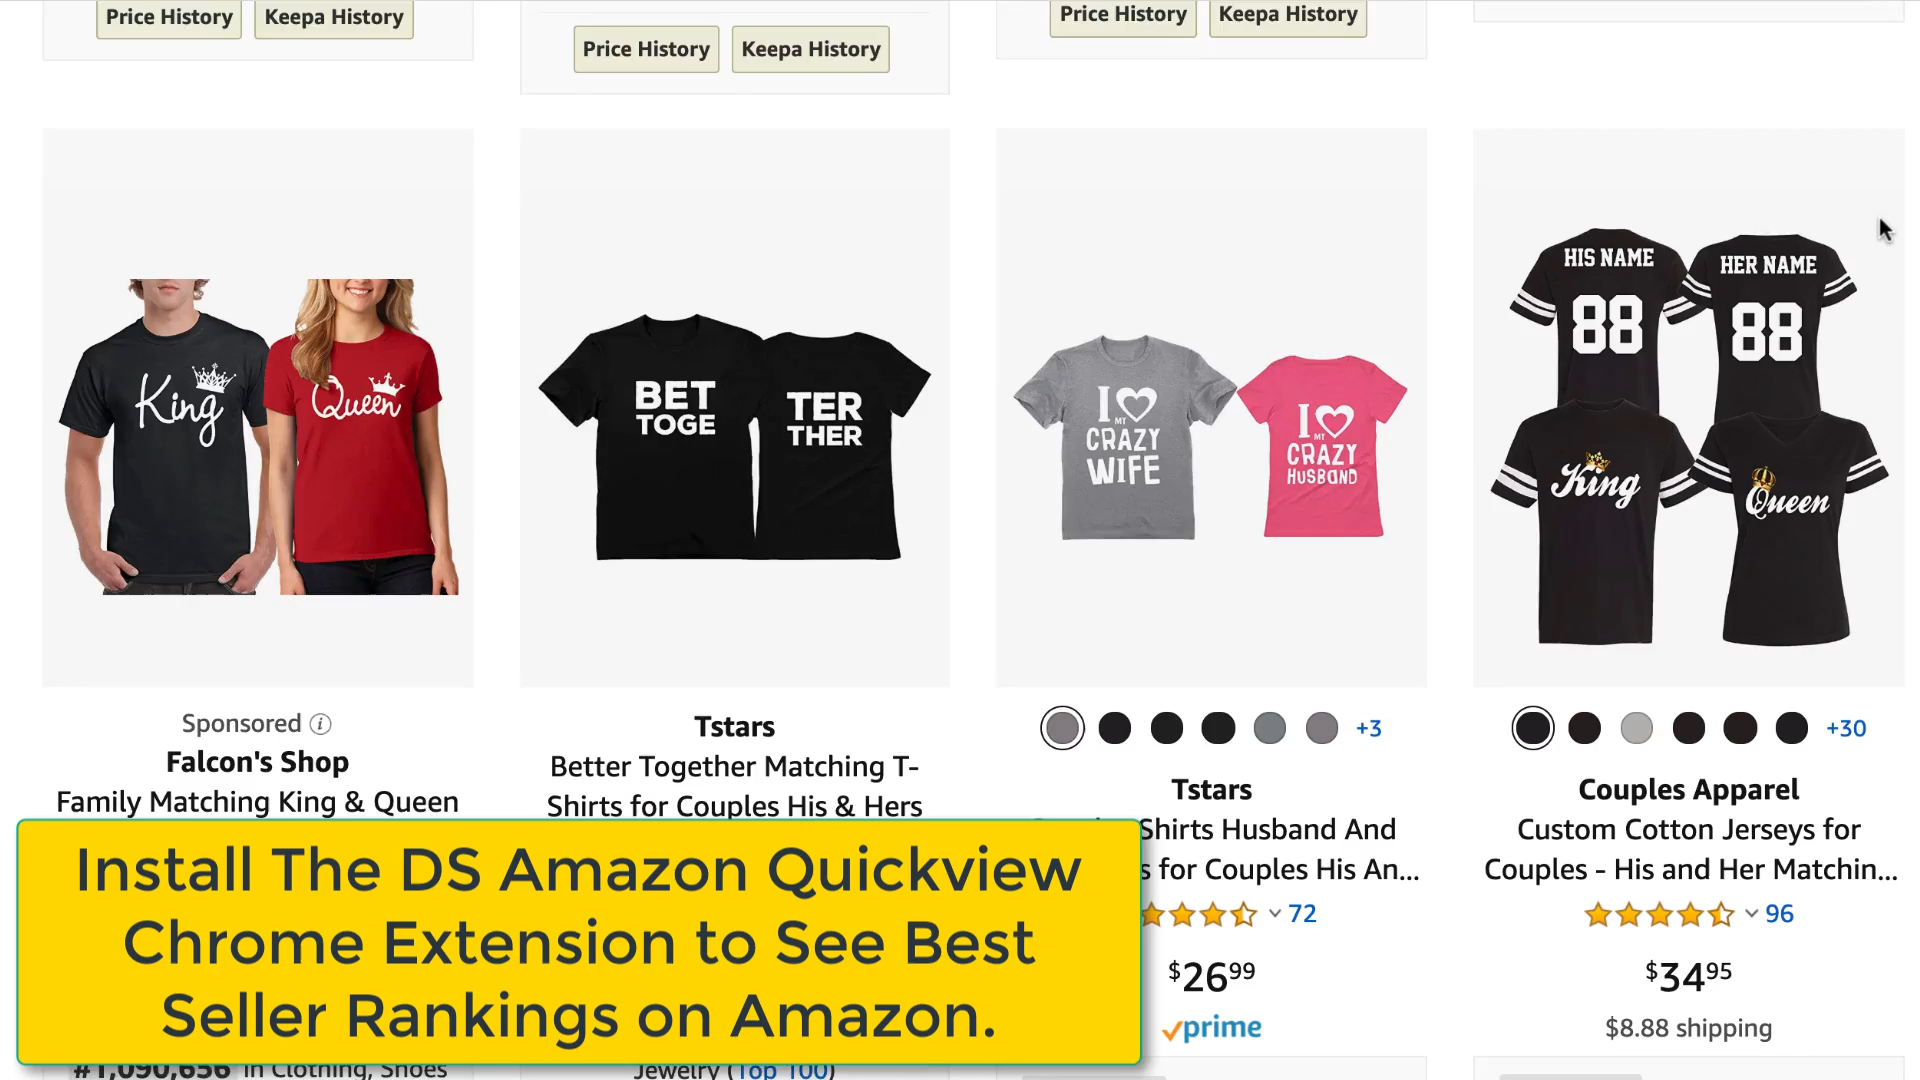 Price History
Keepa History
Price History
Keepa History
Price History
Keepa History
King
Queen
BET
TOGE
TER
THER
I
MY
CRAZY
WIFE
I
MY
CRAZY
HUSBAND
HIS NAME
88
HER NAME
88
King
Queen
Sponsored
Falcon's Shop
Family Matching King & Queen
Tstars
Better Together Matching T-
Shirts for Couples His & Hers
+3
Tstars
Shirts Husband And
s for Couples His An...
72
$26.99
prime
+30
Couples Apparel
Custom Cotton Jerseys for
Couples - His and Her Matchin...
96
$34.95
$8.88 shipping
Install The DS Amazon Quickview
Chrome Extension to See Best
Seller Rankings on Amazon.
#1,090,656 in Clothing, Shoes
Jewelry (Top 100)